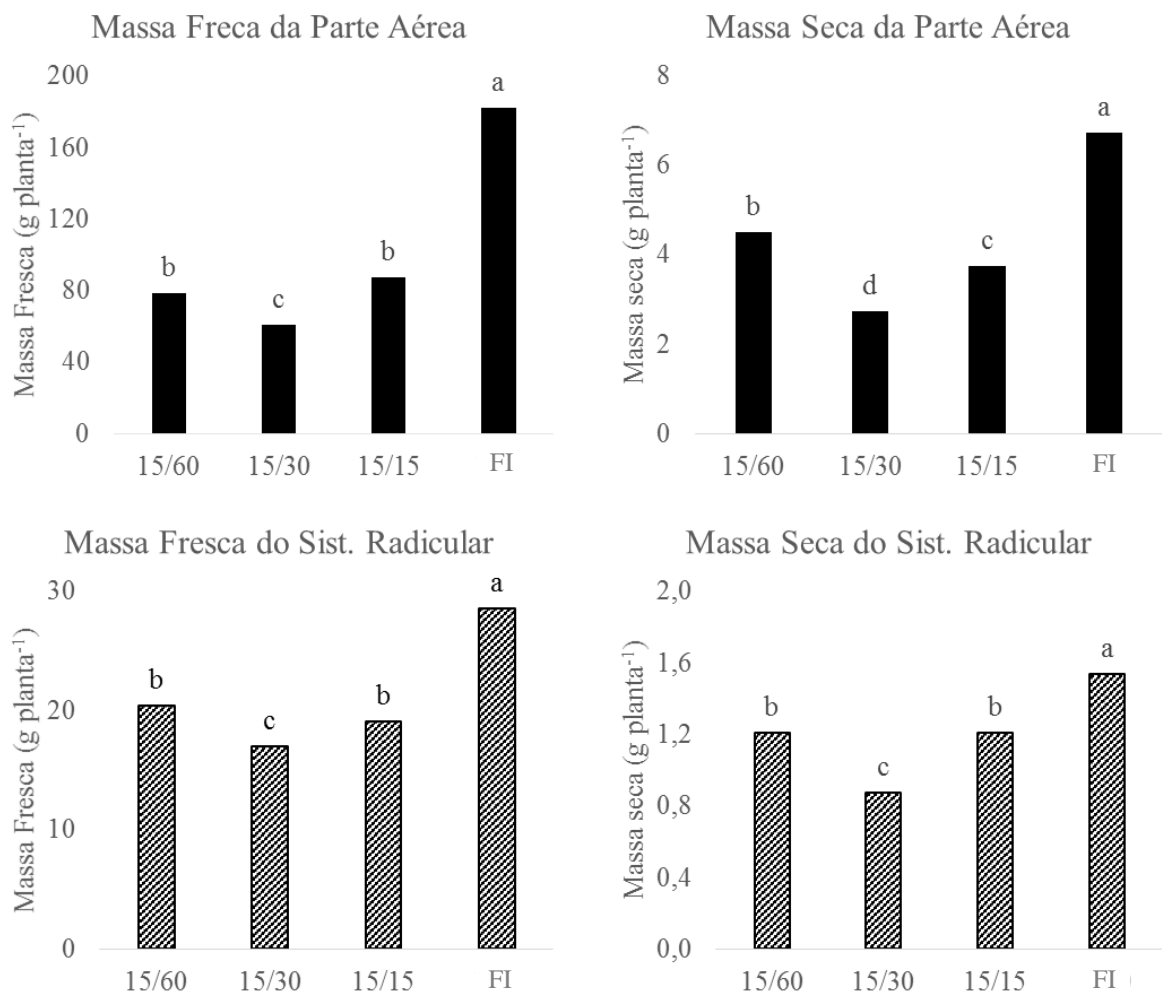 Massa Freca da Parte Aérea
Massa Fresca (g planta⁻¹)
200
160
120
80
40
0
b
c
b
a
15/60 15/30 15/15 FI
Massa Seca da Parte Aérea
Massa seca (g planta⁻¹)
8
6
4
2
0
b
d
c
a
15/60 15/30 15/15 FI
Massa Fresca do Sist. Radicular
Massa Fresca (g planta⁻¹)
30
20
10
0
b
c
b
a
15/60 15/30 15/15 FI
Massa Seca do Sist. Radicular
Massa seca (g planta⁻¹)
2,0
1,6
1,2
0,8
0,4
0,0
b
c
b
a
15/60 15/30 15/15 FI